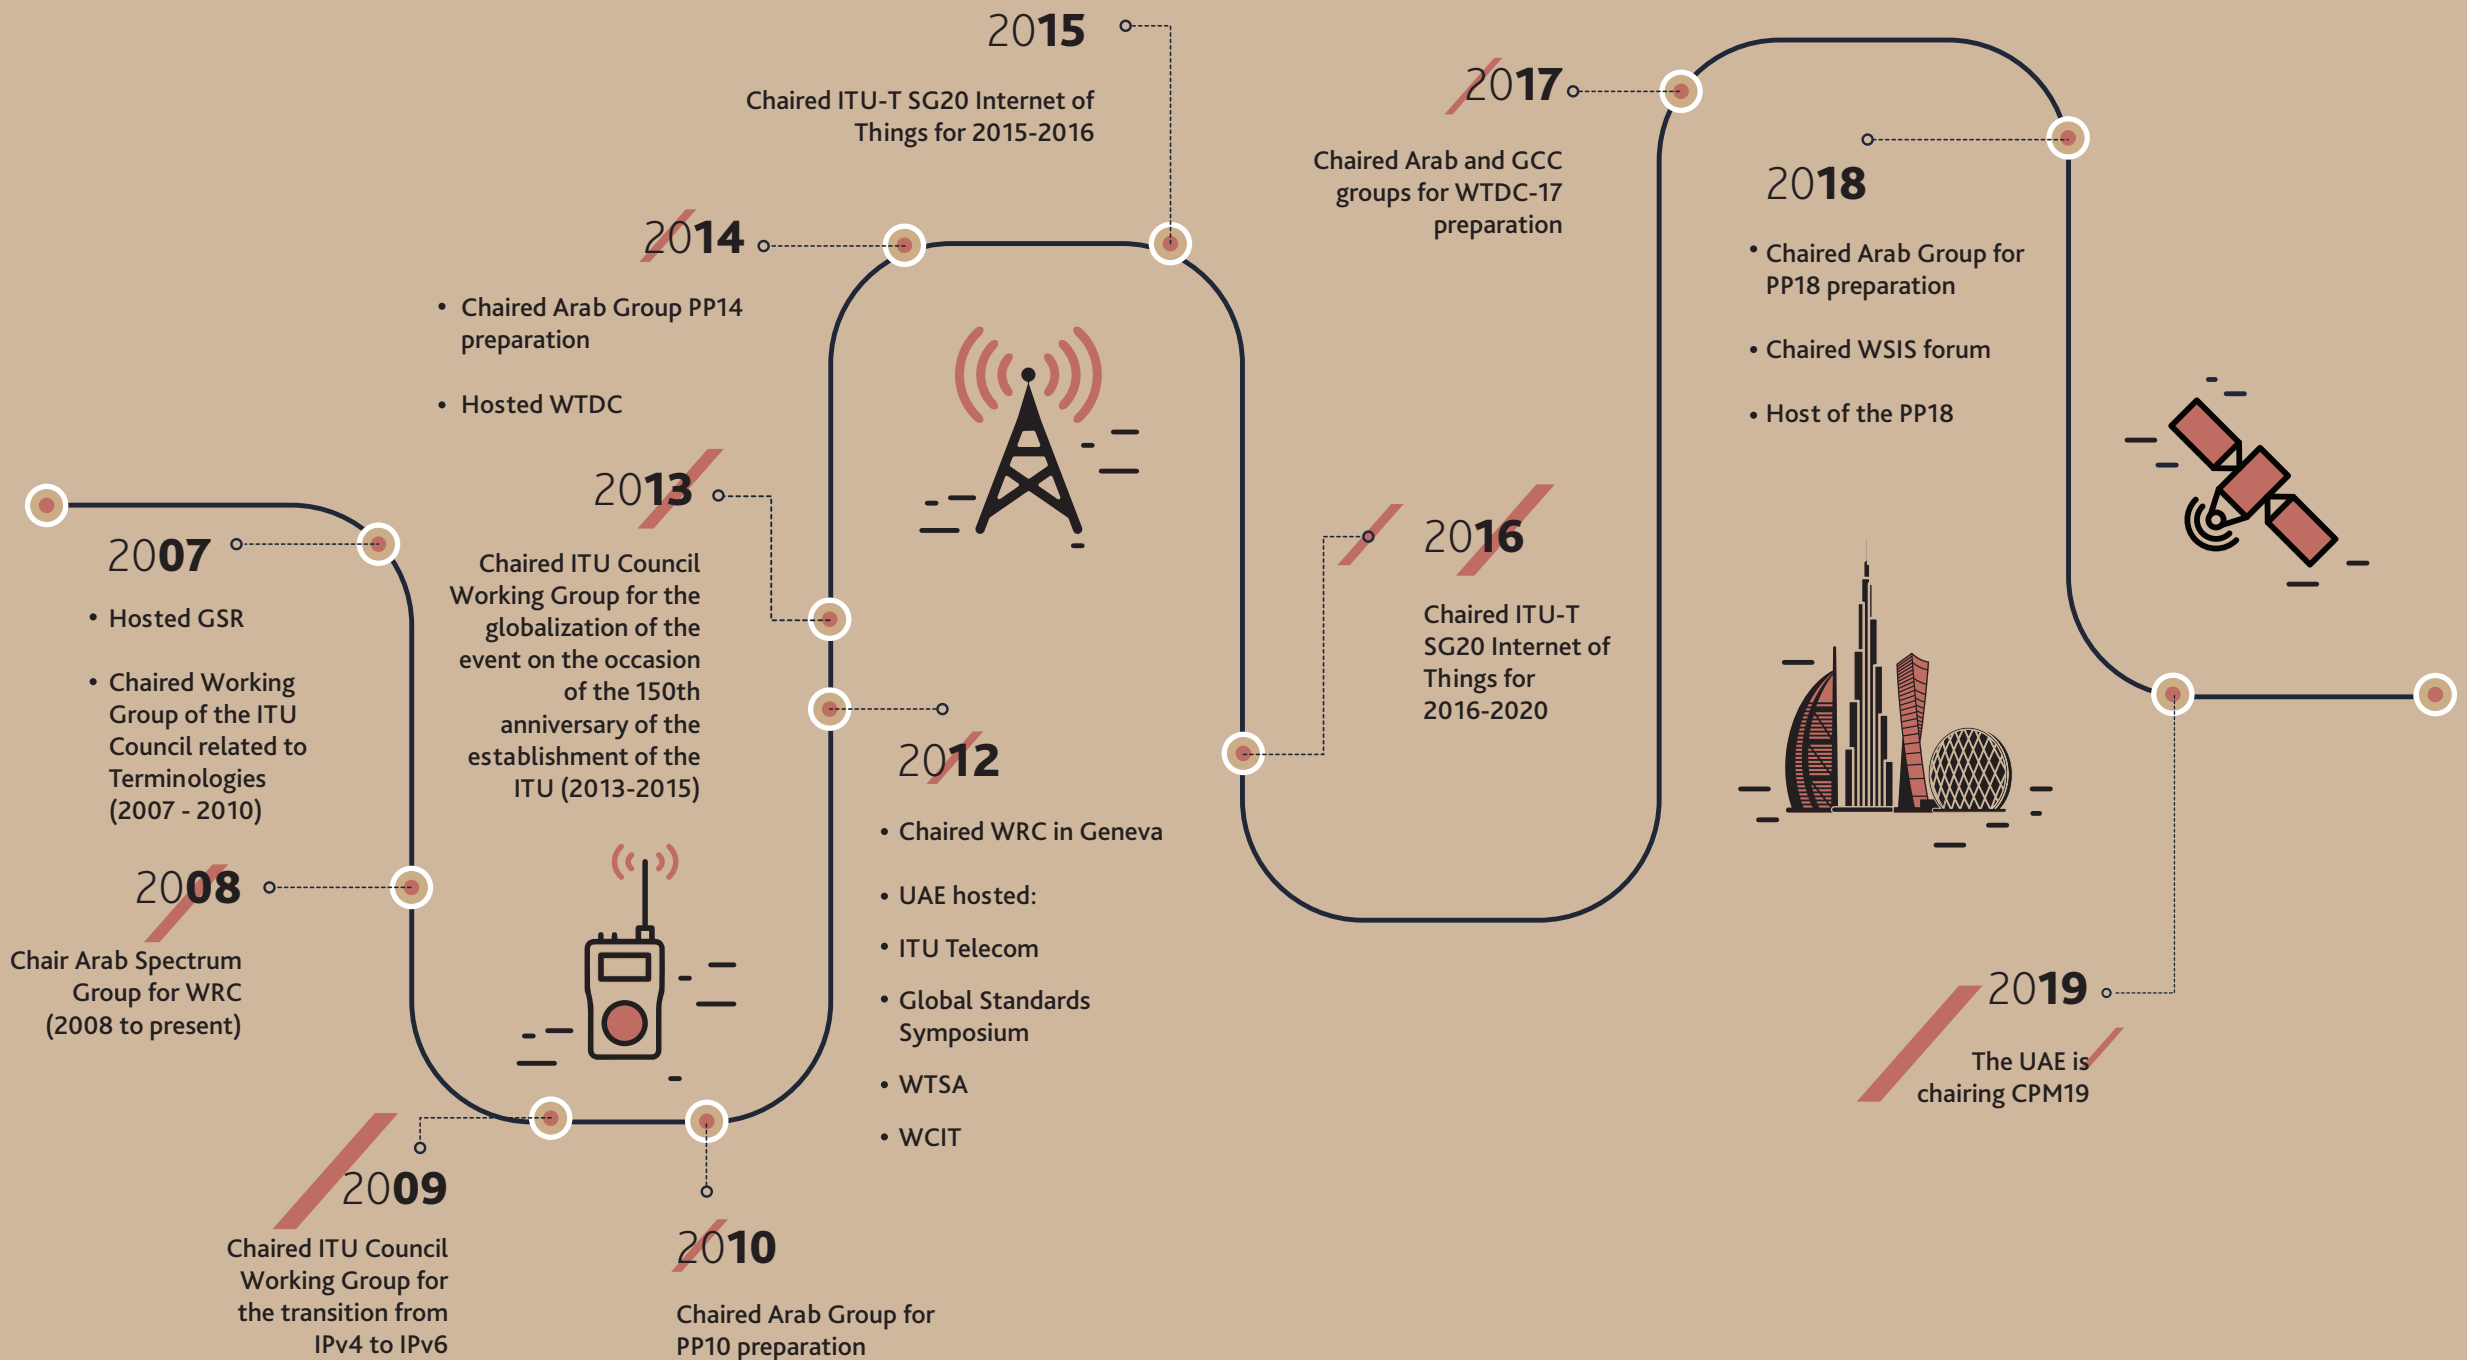 2007
• Hosted GSR
• Chaired Working
Group of the ITU
Council related to
Terminologies
(2007 - 2010)
2008
Chair Arab Spectrum
Group for WRC
(2008 to present)
2009
Chaired ITU Council
Working Group for
the transition from
IPv4 to IPv6
2010
Chaired Arab Group for
PP10 preparation
2012
• Chaired WRC in Geneva
• UAE hosted:
• ITU Telecom
• Global Standards
Symposium
• WTSA
• WCIT
2013
Chaired ITU Council
Working Group for the
globalization of the
event on the occasion
of the 150th
anniversary of the
establishment of the
ITU (2013-2015)
2014
• Chaired Arab Group PP14
preparation
• Hosted WTDC
2015
Chaired ITU-T SG20 Internet of
Things for 2015-2016
2016
Chaired ITU-T
SG20 Internet of
Things for
2016-2020
2017
Chaired Arab and GCC
groups for WTDC-17
preparation
2018
• Chaired Arab Group for
PP18 preparation
• Chaired WSIS forum
• Host of the PP18
2019
The UAE is
chairing CPM19